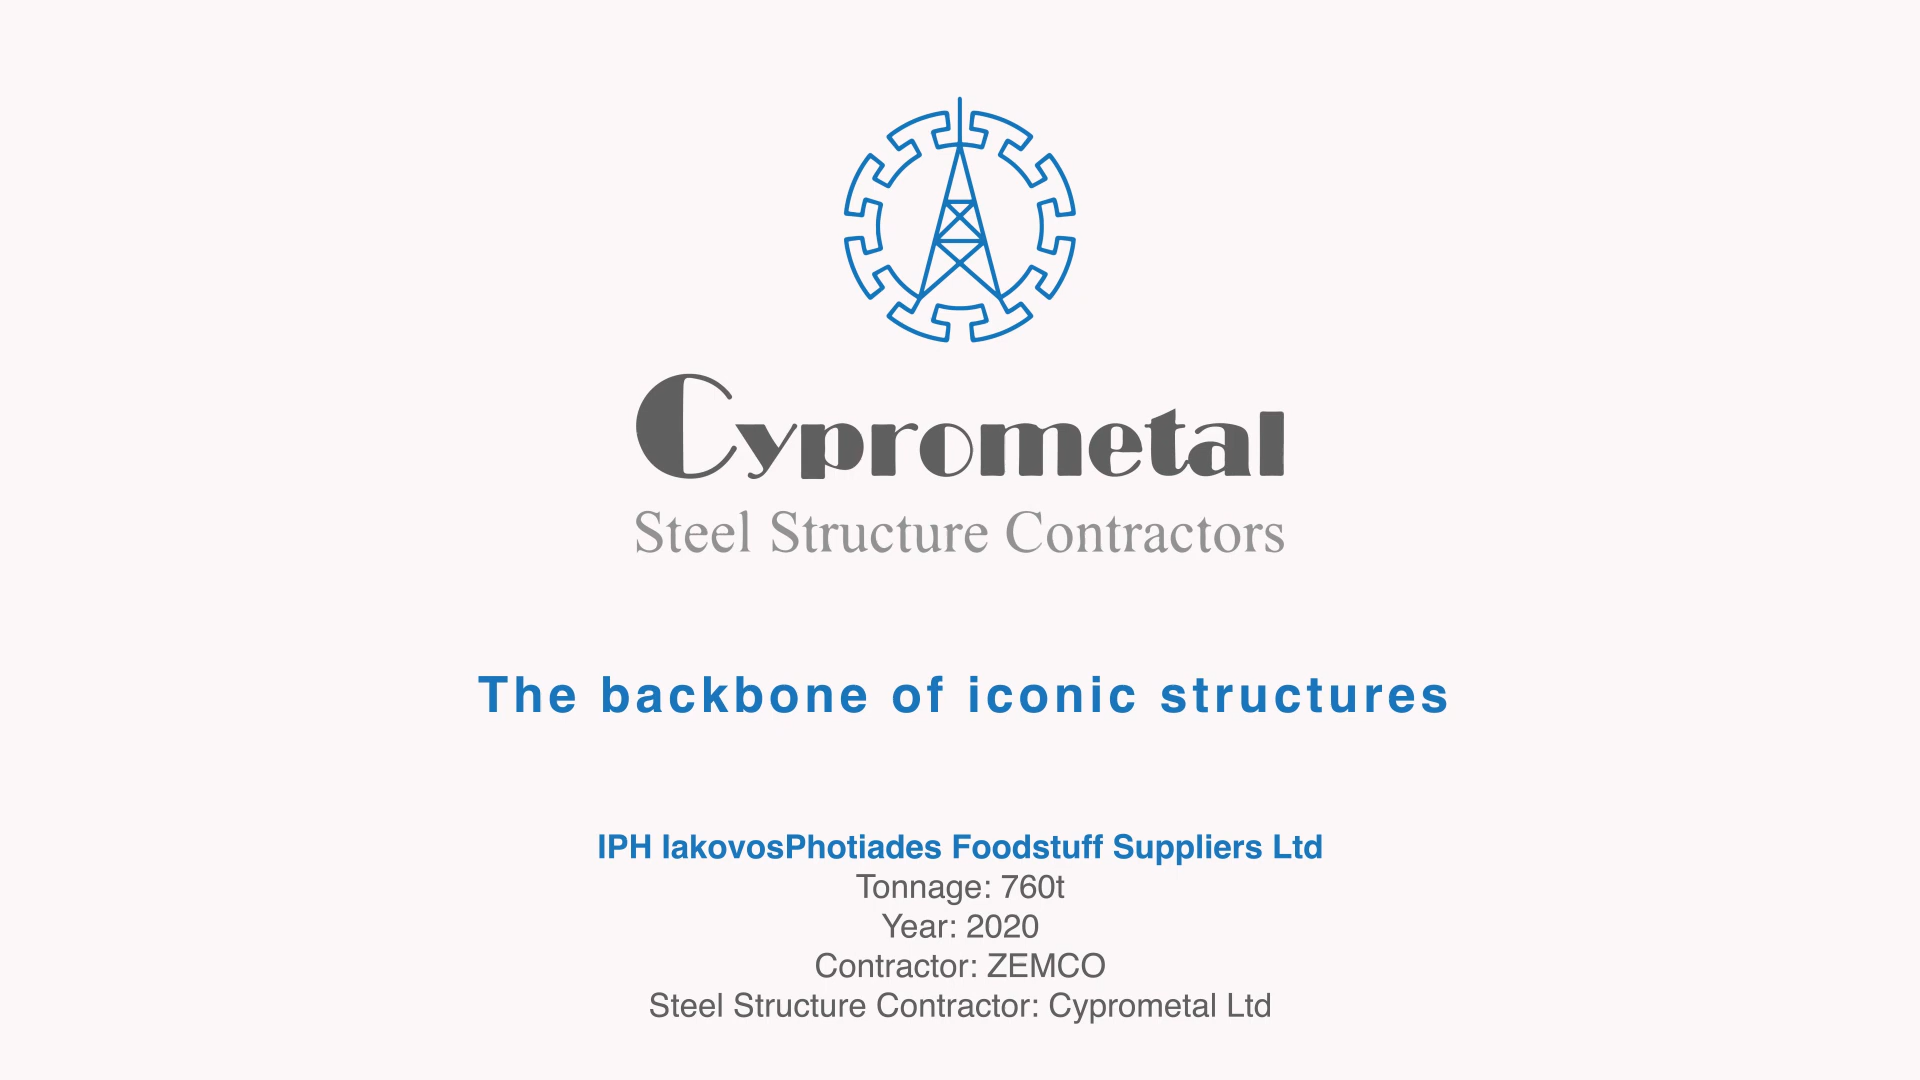 Cyprometal
Steel Structure Contractors
The backbone of iconic structures
IPH IakovosPhotiades Foodstuff Suppliers Ltd
Tonnage: 760t
Year: 2020
Contractor: ZEMCO
Steel Structure Contractor: Cyprometal Ltd